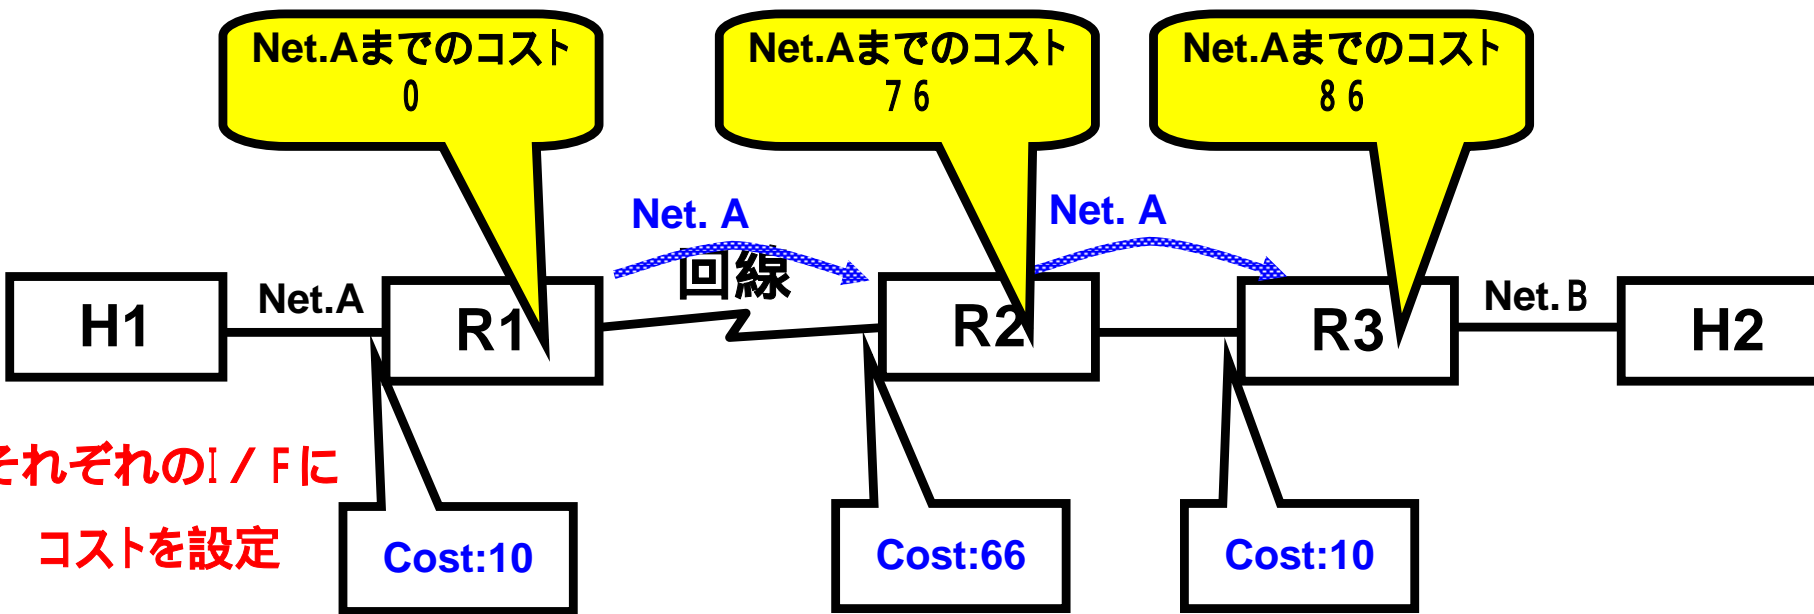 Net.Aまでのコスト
0
Net.Aまでのコスト
76
Net.Aまでのコスト
86
Net. A
Net. A
回線
H1
Net.A
R1
R2
R3
Net.B
H2
それぞれのI/Fに
コストを設定
Cost:10
Cost:66
Cost:10